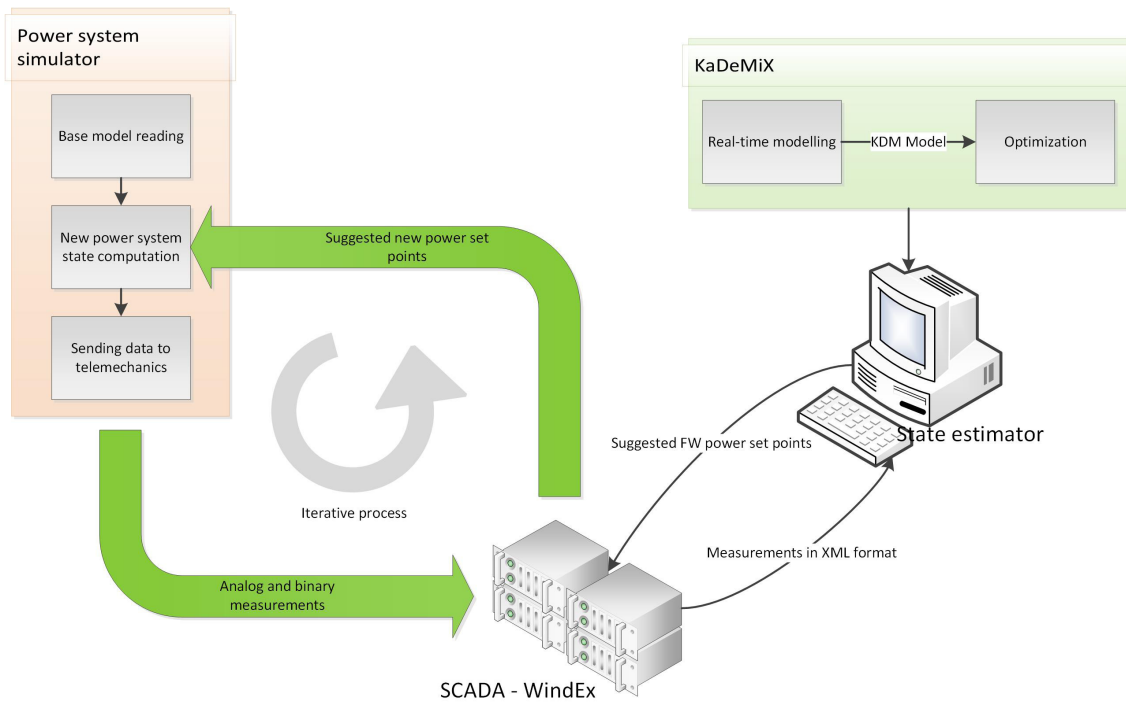 Power system
simulator
Base model reading
New power system
state computation
Sending data to
telemechanics
KaDeMiX
Real-time modelling
KDM Model
Optimization
Suggested new power set
points
Iterative process
Analog and binary
measurements
Suggested FW power set points
State estimator
Measurements in XML format
SCADA - WindEx